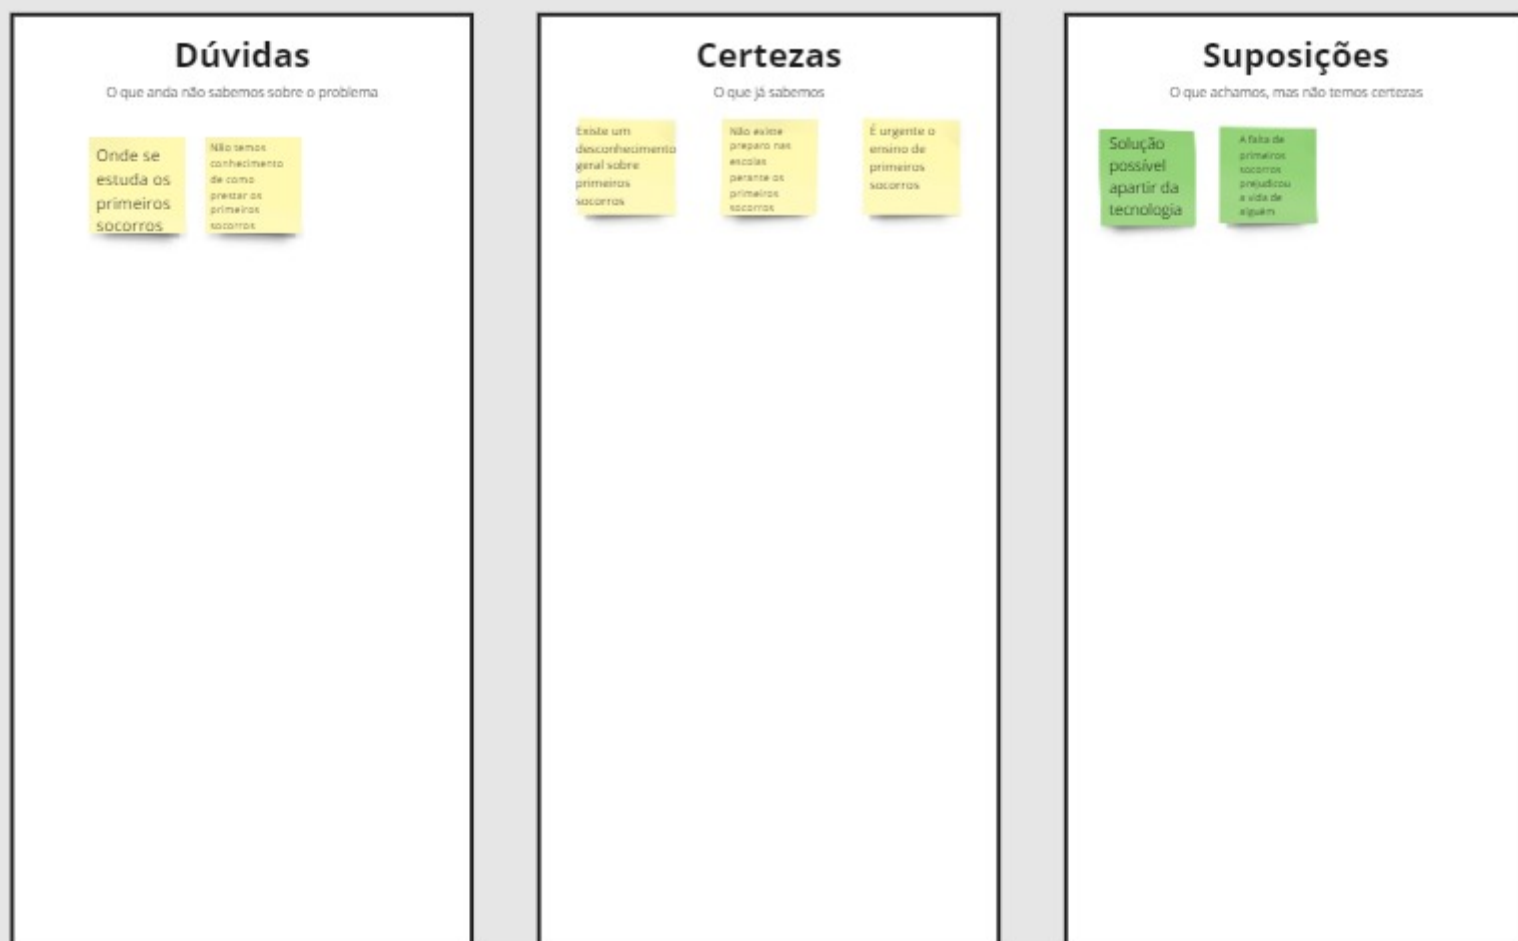 Dúvidas
O que anda não sabemos sobre o problema
Onde se
estuda os
primeiros
socorros
Não temos
conhecimento
de como
prestar os
primeiros
socorros
Certezas
O que já sabemos
Existe um
desconhecimento
geral sobre
primeiros
socorros
Não existe
preparo nas
escolas
perante os
primeiros
socorros
É urgente o
ensino de
primeiros
socorros
Suposições
O que achamos, mas não temos certezas
Solução
possível
apartir da
tecnologia
A falta de
primeiros
socorros
prejudicou
a vida de
alguém